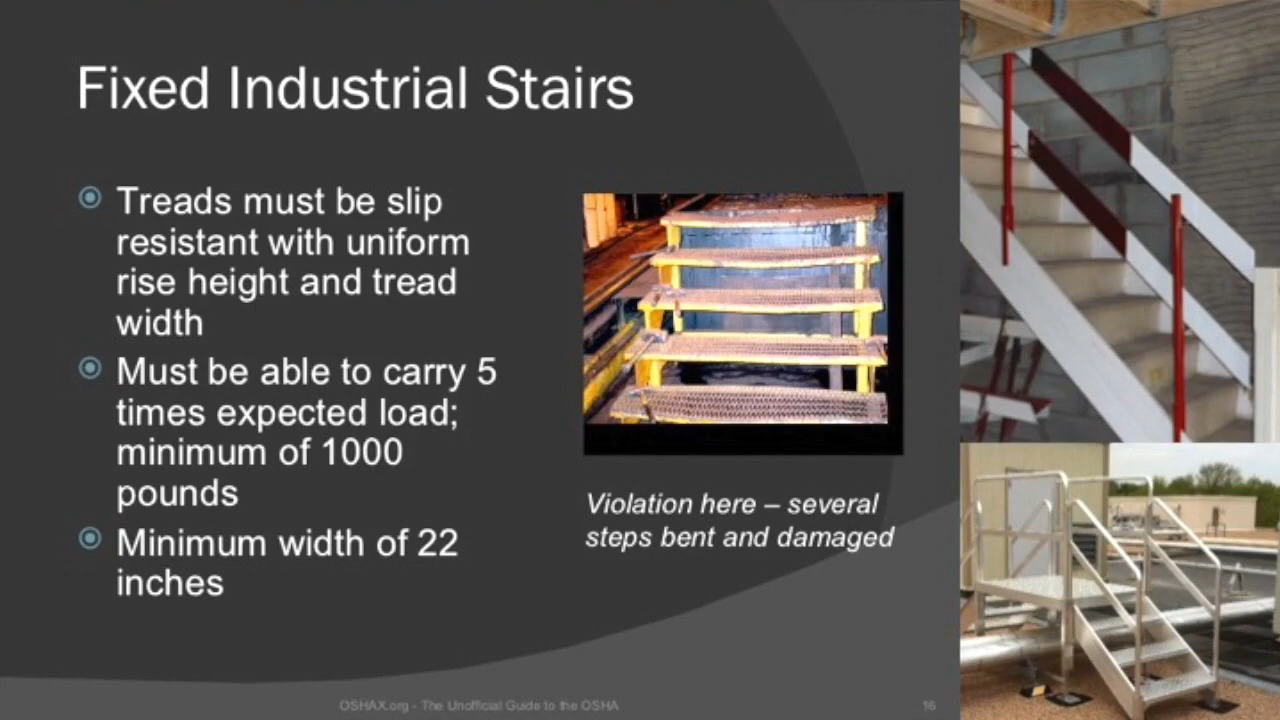 Fixed Industrial Stairs
Treads must be slip
resistant with uniform
rise height and tread
width
Must be able to carry 5
times expected load;
minimum of 1000
pounds
Minimum width of 22
inches
Violation here – several
steps bent and damaged
OSHAX.org - The Unofficial Guide to the OSHA
16